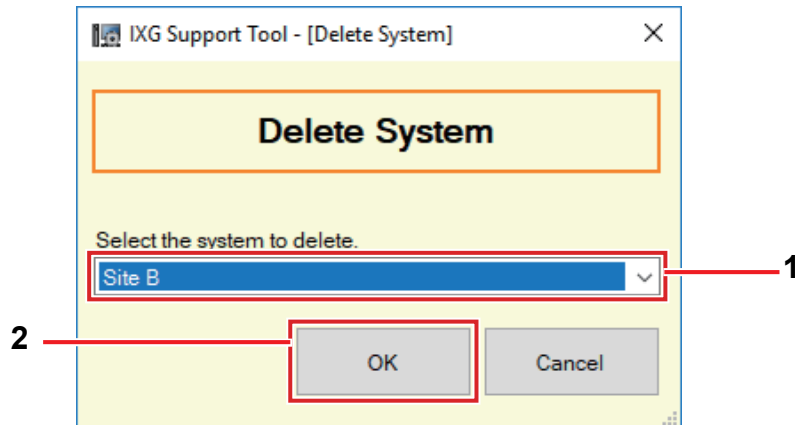 IXG Support Tool - [Delete System]
Delete System
Select the system to delete.
Site B
1
2
OK
Cancel